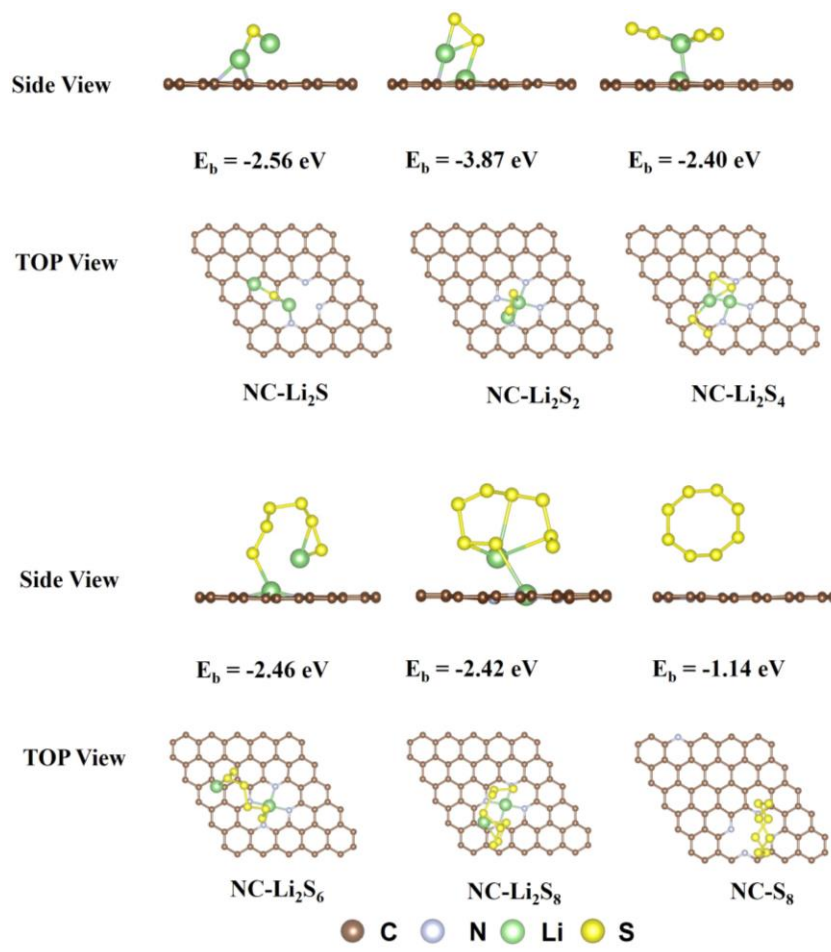 Side View
E_b = -2.56 eV E_b = -3.87 eV E_b = -2.40 eV
TOP View
NC-Li₂S NC-Li₂S₂ NC-Li₂S₄
Side View
E_b = -2.46 eV E_b = -2.42 eV E_b = -1.14 eV
TOP View
NC-Li₂S₆ NC-Li₂S₈ NC-S₈
C N Li S